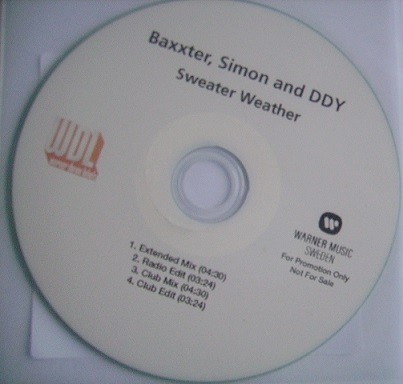 Baxxter, Simon and DDY
Sweater Weather
WDL
WARNER MUSIC
SWEDEN
For Promotion Only
Not For Sale
1. Extended Mix (04:30)
2. Radio Edit (03:24)
3. Club Mix (04:30)
4. Club Edit (03:24)